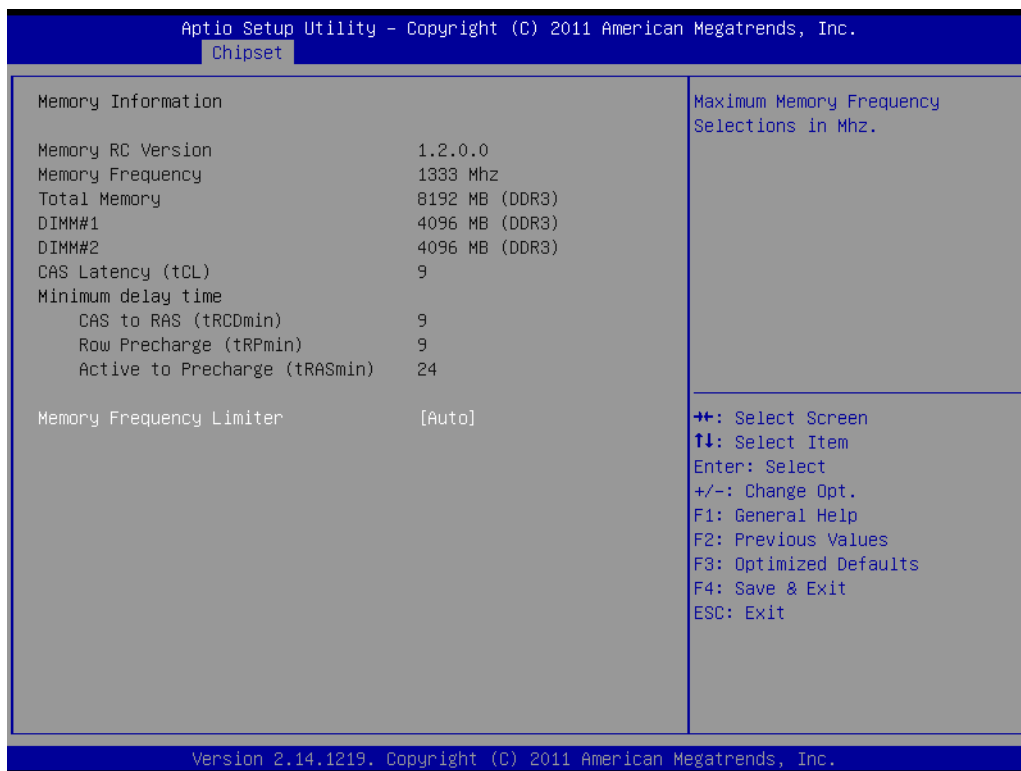 Aptio Setup Utility – Copyright (C) 2011 American Megatrends, Inc.
Chipset
Memory Information
Memory RC Version 1.2.0.0
Memory Frequency 1333 Mhz
Total Memory 8192 MB (DDR3)
DIMM#1 4096 MB (DDR3)
DIMM#2 4096 MB (DDR3)
CAS Latency (tCL) 9
Minimum delay time
CAS to RAS (tRCDmin) 9
Row Precharge (tRPmin) 9
Active to Precharge (tRASmin) 24
Memory Frequency Limiter [Auto]
Maximum Memory Frequency
Selections in Mhz.
→←: Select Screen
↑↓: Select Item
Enter: Select
+/-: Change Opt.
F1: General Help
F2: Previous Values
F3: Optimized Defaults
F4: Save & Exit
ESC: Exit
Version 2.14.1219. Copyright (C) 2011 American Megatrends, Inc.